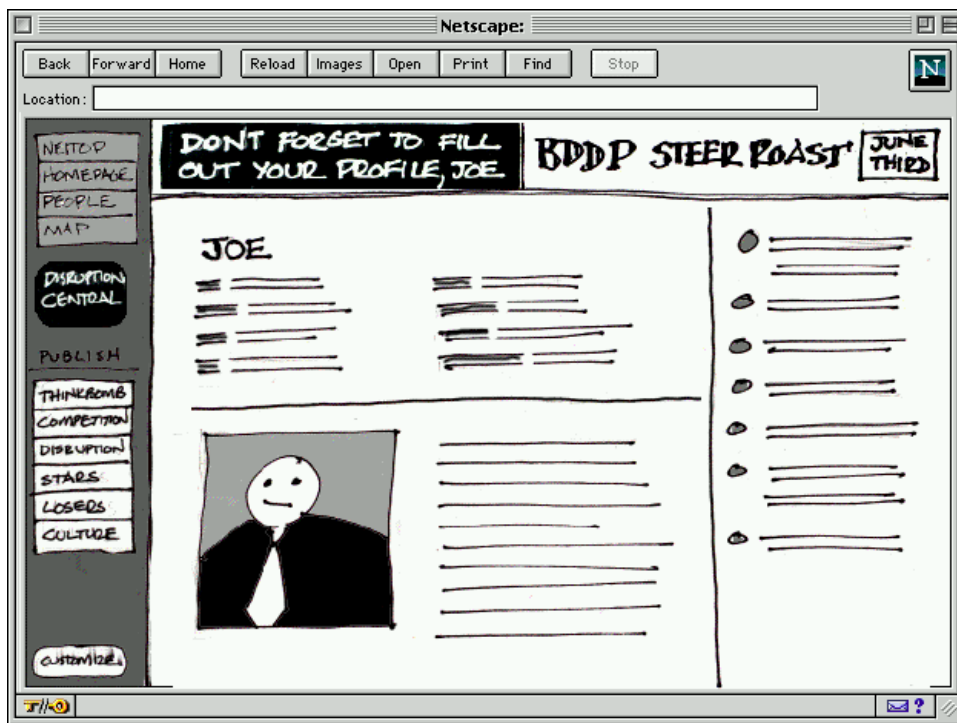 Netscape:
Back Forward Home Reload Images Open Print Find Stop
Location:
NEITOP
HOMEPAGE
PEOPLE
MAP
DISRUPTION
CENTRAL
PUBLISH
THINKBOMB
COMPETITION
DISRUPTION
STARS
LOSERS
CULTURE
CUSTOMIZE
DON'T FORGET TO FILL
OUT YOUR PROFILE, JOE
BDDP STEER ROAST
JUNE
THIRD
JOE
N
?